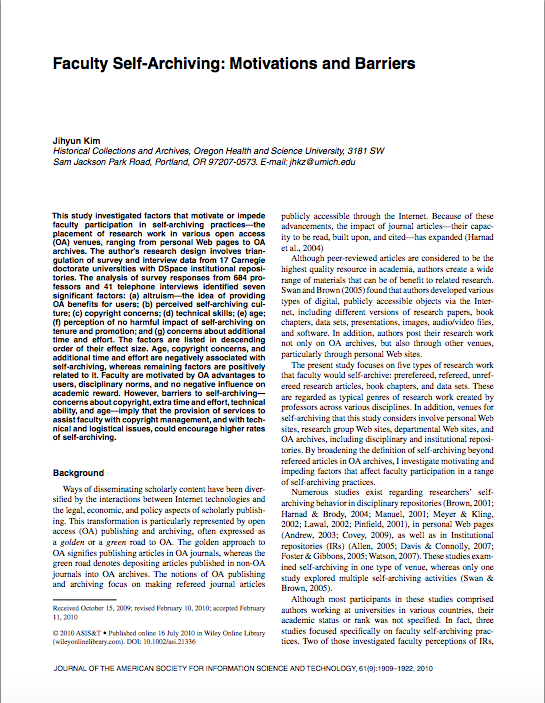 Faculty Self-Archiving: Motivations and Barriers
Jihyun Kim
Historical Collections and Archives, Oregon Health and Science University, 3181 SW
Sam Jackson Park Road, Portland, OR 97207-0573. E-mail: jhkz@umich.edu
This study investigated factors that motivate or impede
faculty participation in self-archiving practices—the
placement of research work in various open access
(OA) venues, ranging from personal Web pages to OA
archives. The author's research design involves trian-
gulation of survey and interview data from 17 Carnegie
doctorate universities with DSpace institutional reposi-
tories. The analysis of survey responses from 684 pro-
fessors and 41 telephone interviews identified seven
significant factors: (a) altruism—the idea of providing
OA benefits for users; (b) perceived self-archiving cul-
ture; (c) copyright concerns; (d) technical skills; (e) age;
(f) perception of no harmful impact of self-archiving on
tenure and promotion; and (g) concerns about additional
time and effort. The factors are listed in descending
order of their effect size. Age, copyright concerns, and
additional time and effort are negatively associated with
self-archiving, whereas remaining factors are positively
related to it. Faculty are motivated by OA advantages to
users, disciplinary norms, and no negative influence on
academic reward. However, barriers to self-archiving—
concerns about copyright, extra time and effort, technical
ability, and age—imply that the provision of services to
assist faculty with copyright management, and with tech-
nical and logistical issues, could encourage higher rates
of self-archiving.
Background
Ways of disseminating scholarly content have been diver-
sified by the interactions between Internet technologies and
the legal, economic, and policy aspects of scholarly publish-
ing. This transformation is particularly represented by open
access (OA) publishing and archiving, often expressed as
a golden or a green road to OA. The golden approach to
OA signifies publishing articles in OA journals, whereas the
green road denotes depositing articles published in non-OA
journals into OA archives. The notions of OA publishing
and archiving focus on making refereed journal articles
Received October 15, 2009; revised February 10, 2010; accepted February
11, 2010
© 2010 ASIS&T • Published online 16 July 2010 in Wiley Online Library
(wileyonlinelibrary.com). DOI: 10.1002/asi.21336
publicly accessible through the Internet. Because of these
advancements, the impact of journal articles—their capac-
ity to be read, built upon, and cited—has expanded (Harnad
et al., 2004)
Although peer-reviewed articles are considered to be the
highest quality resource in academia, authors create a wide
range of materials that can be of benefit to related research.
Swan and Brown (2005) found that authors developed various
types of digital, publicly accessible objects via the Inter-
net, including different versions of research papers, book
chapters, data sets, presentations, images, audio/video files,
and software. In addition, authors post their research work
not only on OA archives, but also through other venues,
particularly through personal Web sites.
The present study focuses on five types of research work
that faculty would self-archive: prerefereed, refereed, unref-
ereed research articles, book chapters, and data sets. These
are regarded as typical genres of research work created by
professors across various disciplines. In addition, venues for
self-archiving that this study considers involve personal Web
sites, research group Web sites, departmental Web sites, and
OA archives, including disciplinary and institutional reposi-
tories. By broadening the definition of self-archiving beyond
refereed articles in OA archives, I investigate motivating and
impeding factors that affect faculty participation in a range
of self-archiving practices.
Numerous studies exist regarding researchers' self-
archiving behavior in disciplinary repositories (Brown, 2001;
Harnad & Brody, 2004; Manuel, 2001; Meyer & Kling,
2002; Lawal, 2002; Pinfield, 2001), in personal Web pages
(Andrew, 2003; Covey, 2009), as well as in Institutional
repositories (IRs) (Allen, 2005; Davis & Connolly, 2007;
Foster & Gibbons, 2005; Watson, 2007). These studies exam-
ined self-archiving in one type of venue, whereas only one
study explored multiple self-archiving activities (Swan &
Brown, 2005).
Although most participants in these studies comprised
authors working at universities in various countries, their
academic status or rank was not specified. In fact, three
studies focused specifically on faculty self-archiving prac-
tices. Two of those investigated faculty perceptions of IRs,
JOURNAL OF THE AMERICAN SOCIETY FOR INFORMATION SCIENCE AND TECHNOLOGY, 61(9):1909–1922, 2010